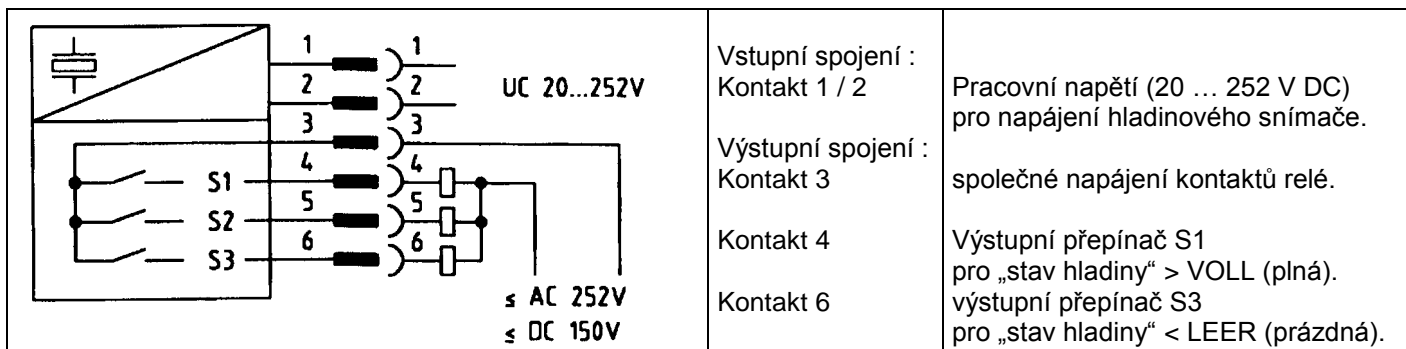 1 1
2 2 UC 20...252V
3 3
S1 4 4
S2 5 5
S3 6 6
≤ AC 252V
≤ DC 150V
Vstupní spojení :
Kontakt 1 / 2 Pracovní napětí (20 … 252 V DC)
pro napájení hladinového snímače.
Výstupní spojení :
Kontakt 3 společné napájení kontaktů relé.
Kontakt 4 Výstupní přepínač S1
pro „stav hladiny“ > VOLL (plná).
Kontakt 6 výstupní přepínač S3
pro „stav hladiny“ < LEER (prázdná).